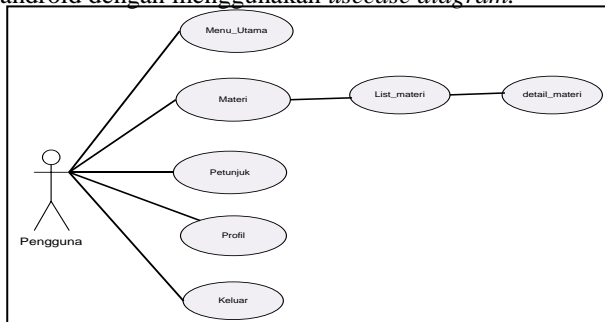 android dengan menggunakan usecase diagram.
Menu_Utama
Materi
List_materi
detail_materi
Petunjuk
Profil
Pengguna
Keluar